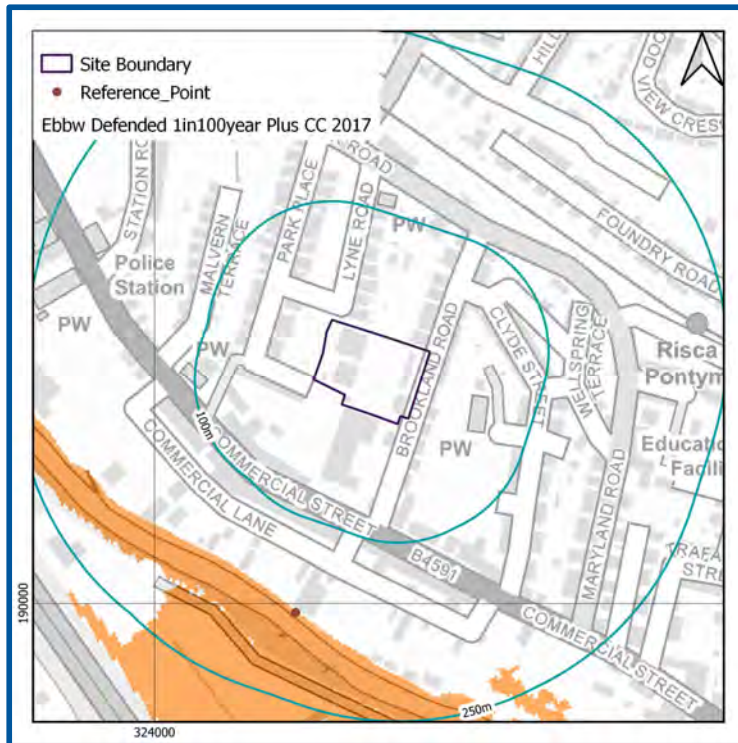 Site Boundary
Reference_Point
Ebbw Defended 1in100year Plus CC 2017
HILL
VIEW CRES
STATION RO
PARK PLACE
ROAD
LYNE ROAD
PW
FOUNDRY ROAD
MALVERN
TERRACE
Police
Station
PW
PW
BROOKLAND ROAD
CLYDE STREET
WELLSPRING
TERRACE
Risca
Pontym
100m
COMMERCIAL STREET
COMMERCIAL LANE
PW
MARYLAND ROAD
Educatio
Facili
B4591
STRE
COMMERCIAL STREET
190000
250m
324000